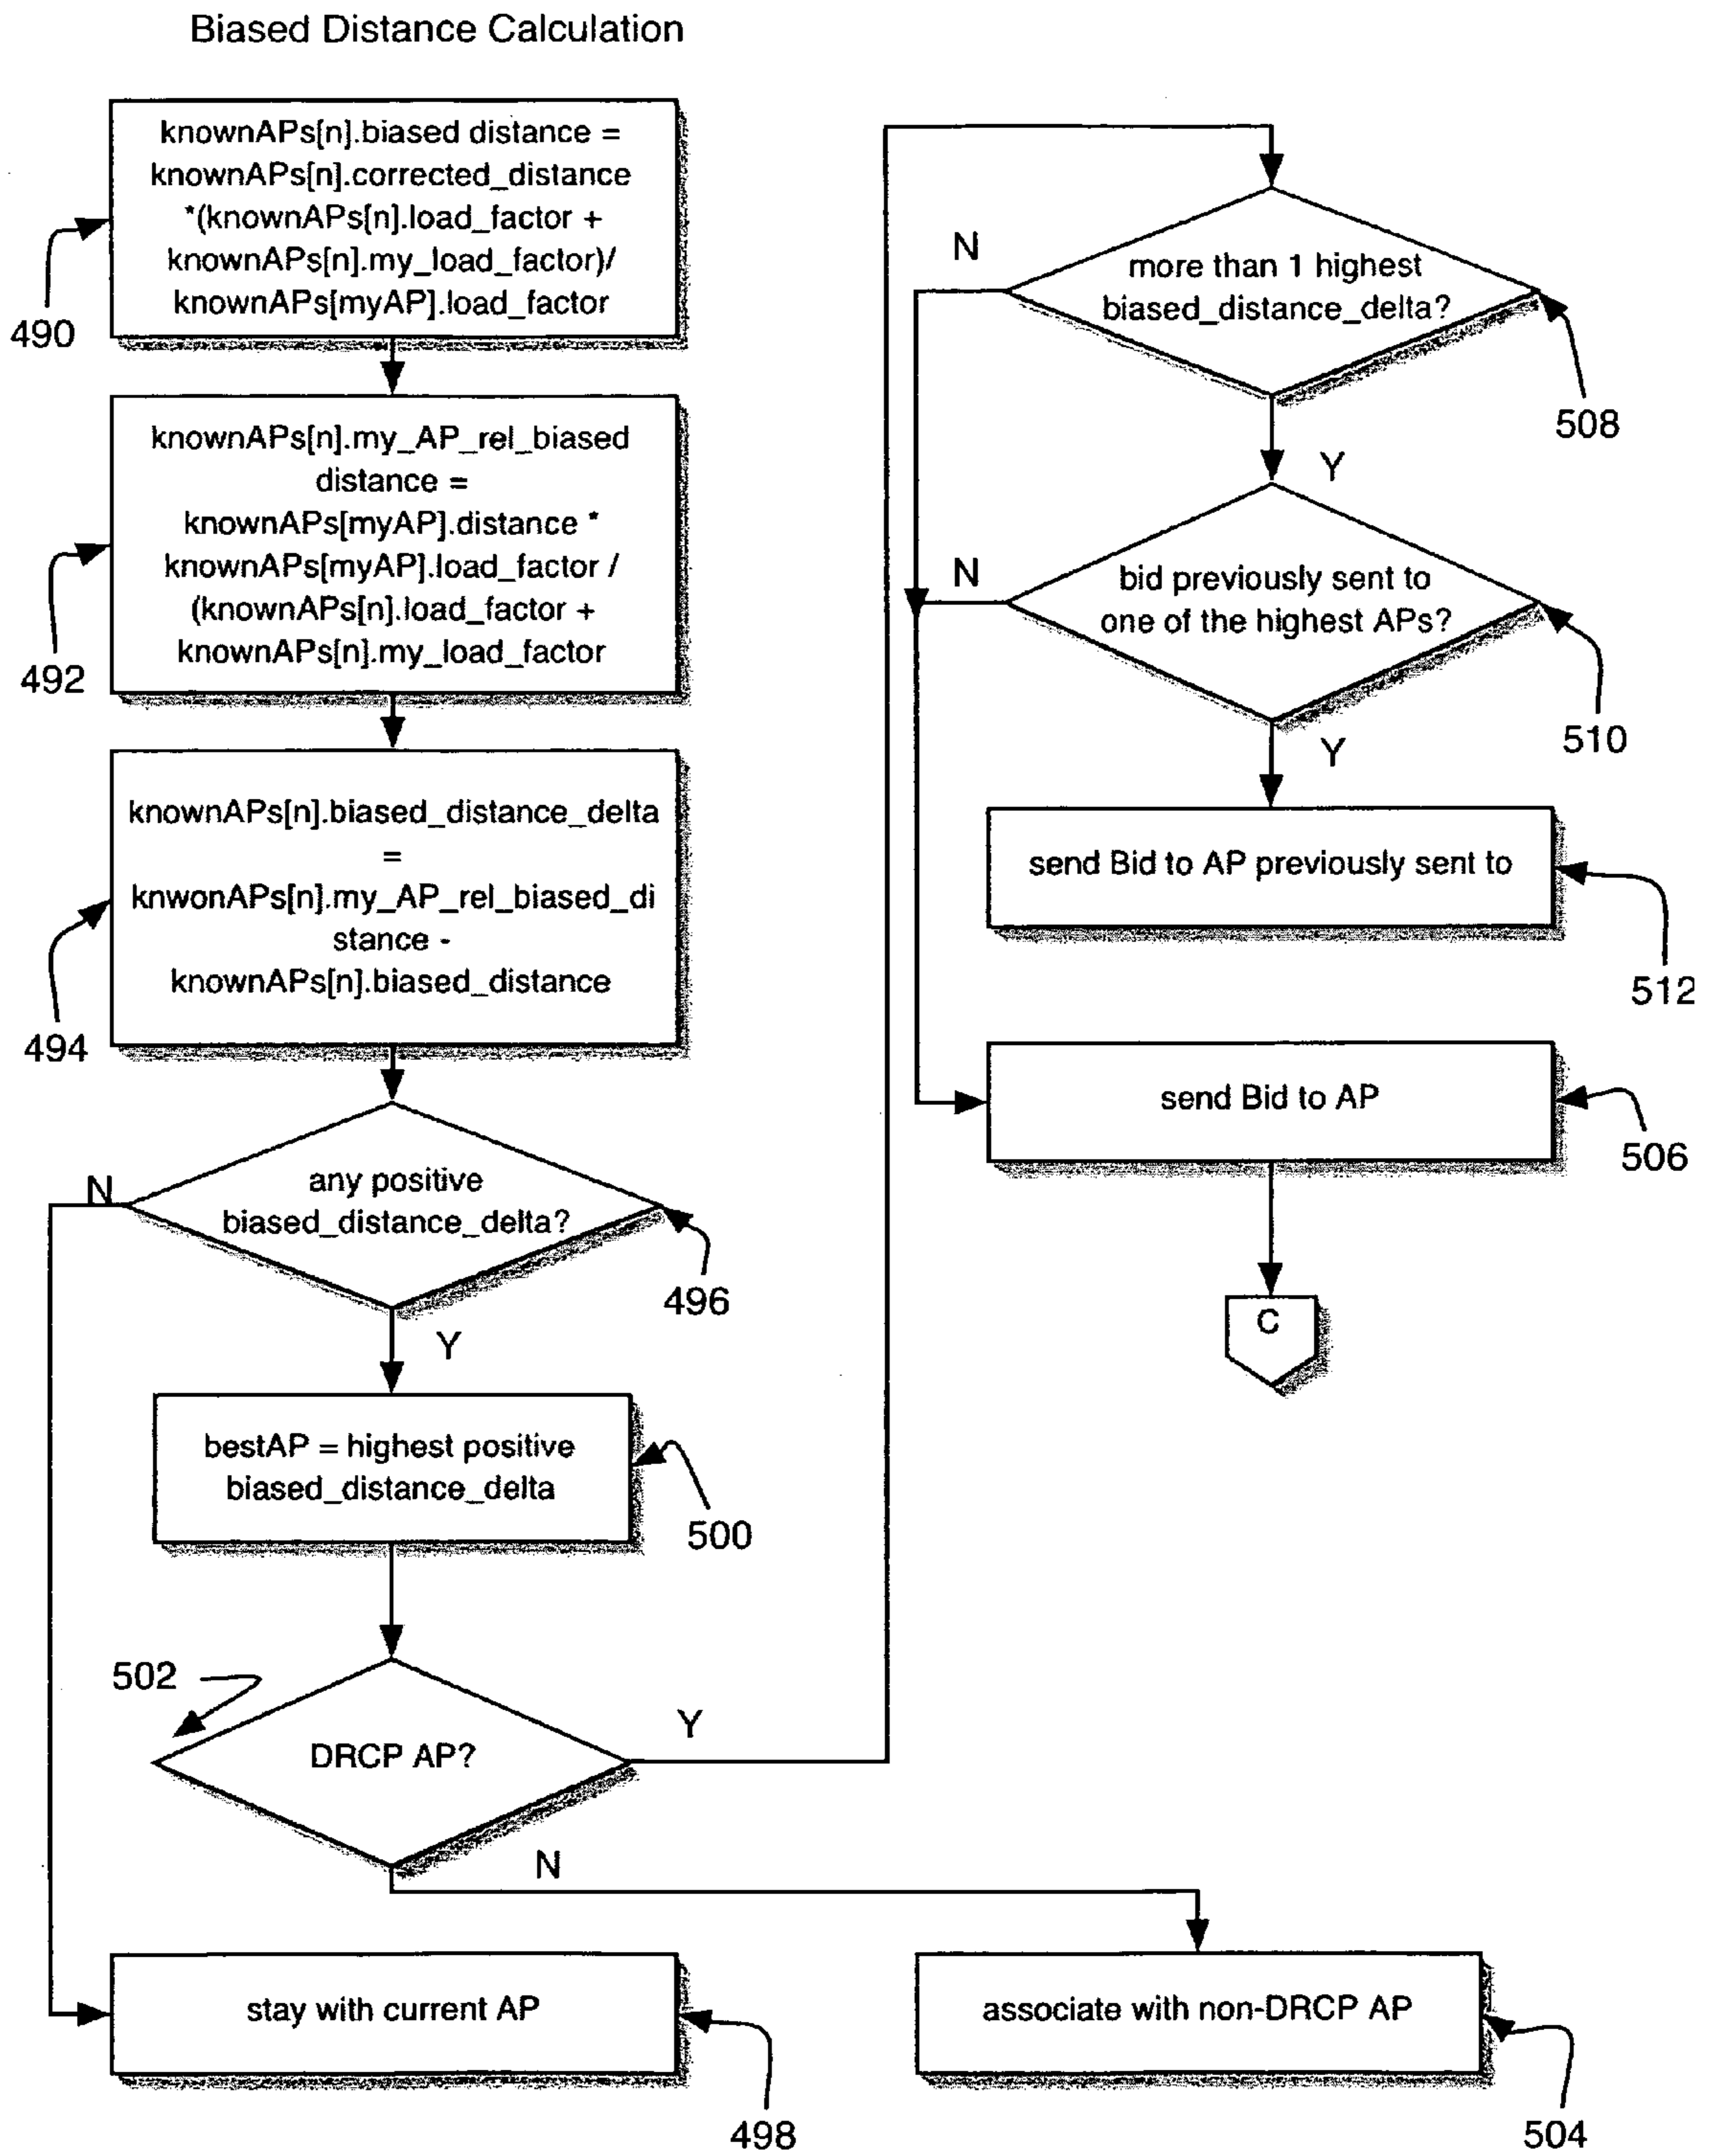 Biased Distance Calculation
knownAPs[n].biased distance =
knownAPs[n].corrected_distance
*(knownAPs[n].load_factor +
knownAPs[n].my_load_factor)/
knownAPs[myAP].load_factor
490
knownAPs[n].my_AP_rel_biased
distance =
knownAPs[myAP].distance *
knownAPs[myAP].load_factor /
(knownAPs[n].load_factor +
knownAPs[n].my_load_factor
492
knownAPs[n].biased_distance_delta
=
knwonAPs[n].my_AP_rel_biased_di
stance -
knownAPs[n].biased_distance
494
any positive
biased_distance_delta?
N
496
Y
bestAP = highest positive
biased_distance_delta
500
502
DRCP AP?
Y
N
stay with current AP
498
associate with non-DRCP AP
504
N
more than 1 highest
biased_distance_delta?
508
Y
N
bid previously sent to
one of the highest APs?
510
Y
send Bid to AP previously sent to
512
send Bid to AP
506
C